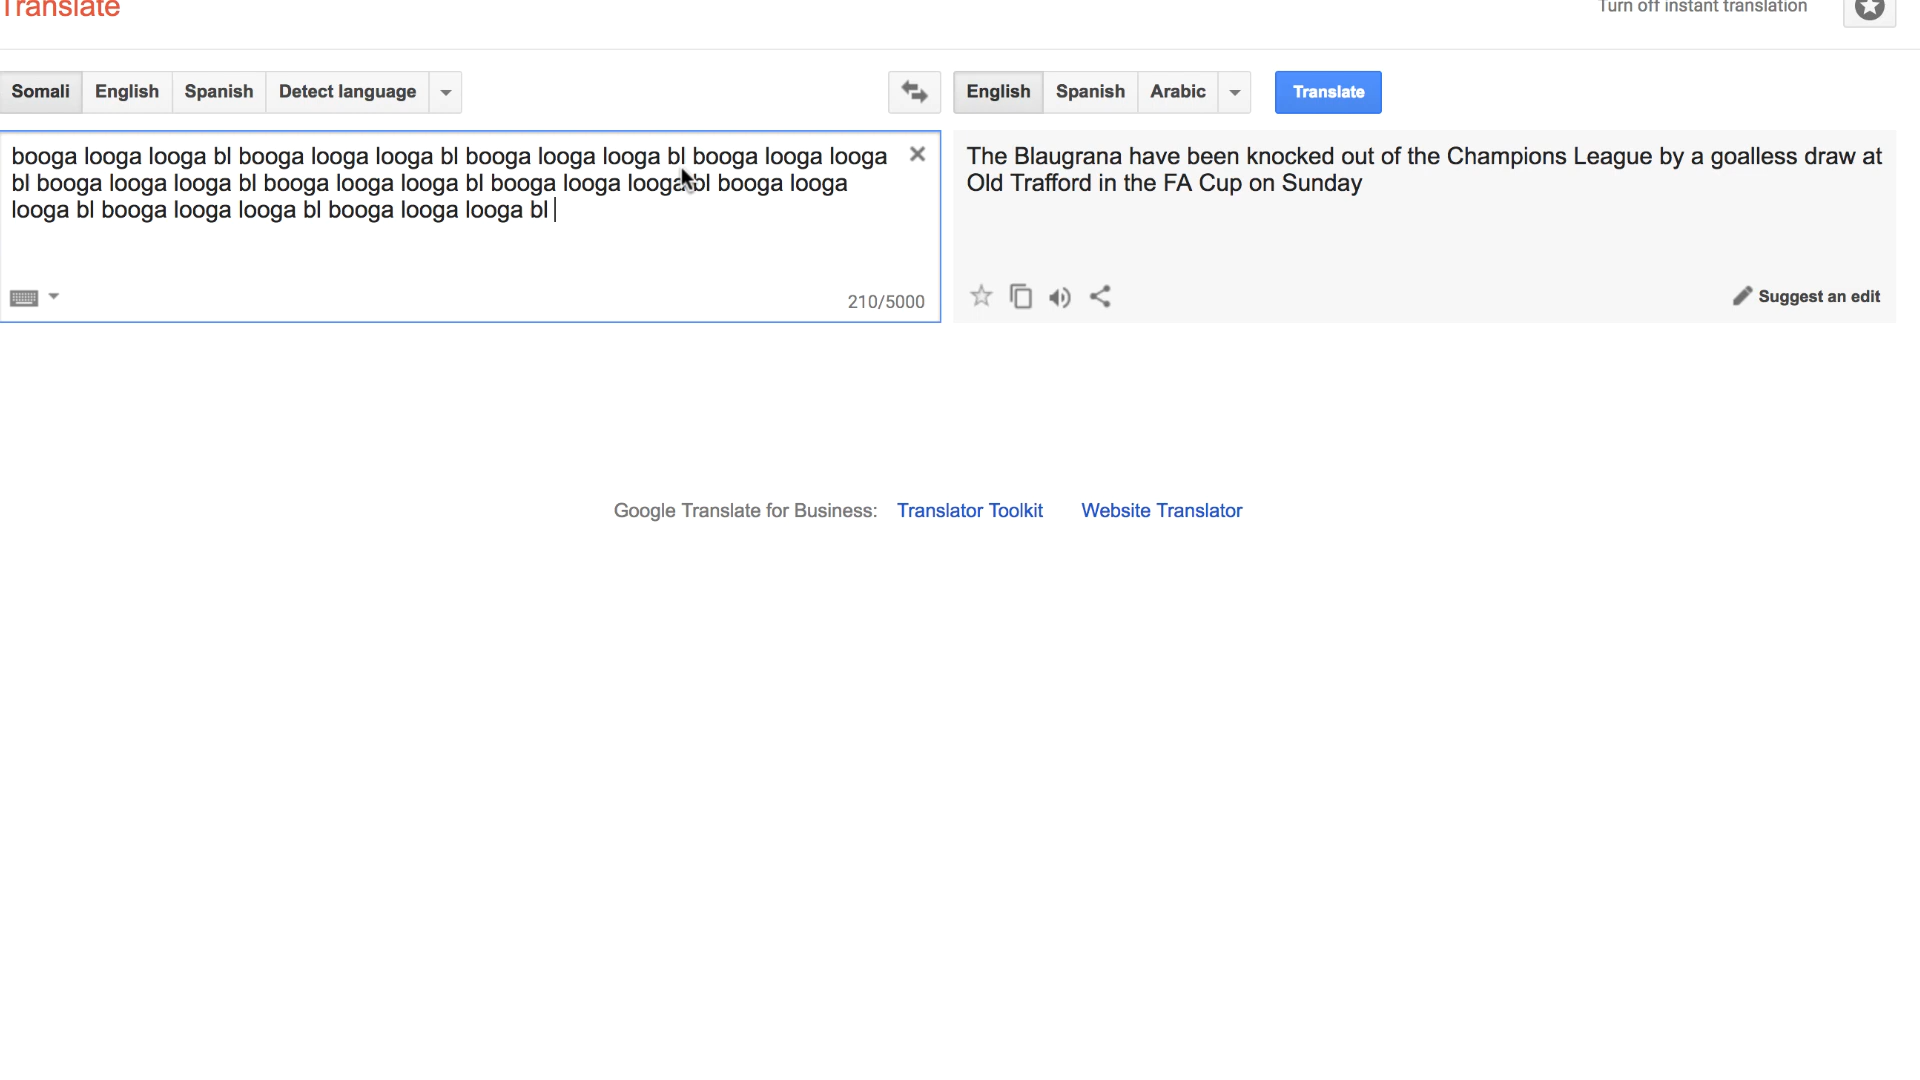 Translate
Turn off instant translation
Somali English Spanish Detect language
English Spanish Arabic Translate
booga looga looga bl booga looga looga bl booga looga looga bl booga looga looga
bl booga looga looga bl booga looga looga bl booga looga looga bl booga looga
looga bl booga looga looga bl booga looga looga bl
210/5000
The Blaugrana have been knocked out of the Champions League by a goalless draw at
Old Trafford in the FA Cup on Sunday
Suggest an edit
Google Translate for Business: Translator Toolkit Website Translator